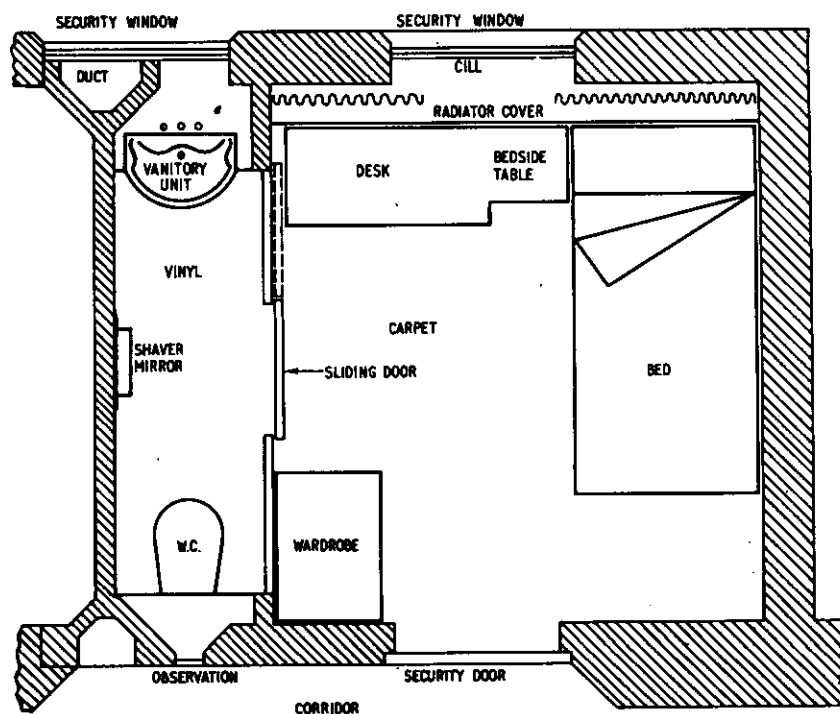 SECURITY WINDOW
SECURITY WINDOW
DUCT
CILL
RADIATOR COVER
VANITORY
UNIT
DESK
BEDSIDE
TABLE
VINYL
CARPET
SHAVER
MIRROR
SLIDING DOOR
BED
W.C.
WARDROBE
OBSERVATION
SECURITY DOOR
CORRIDOR